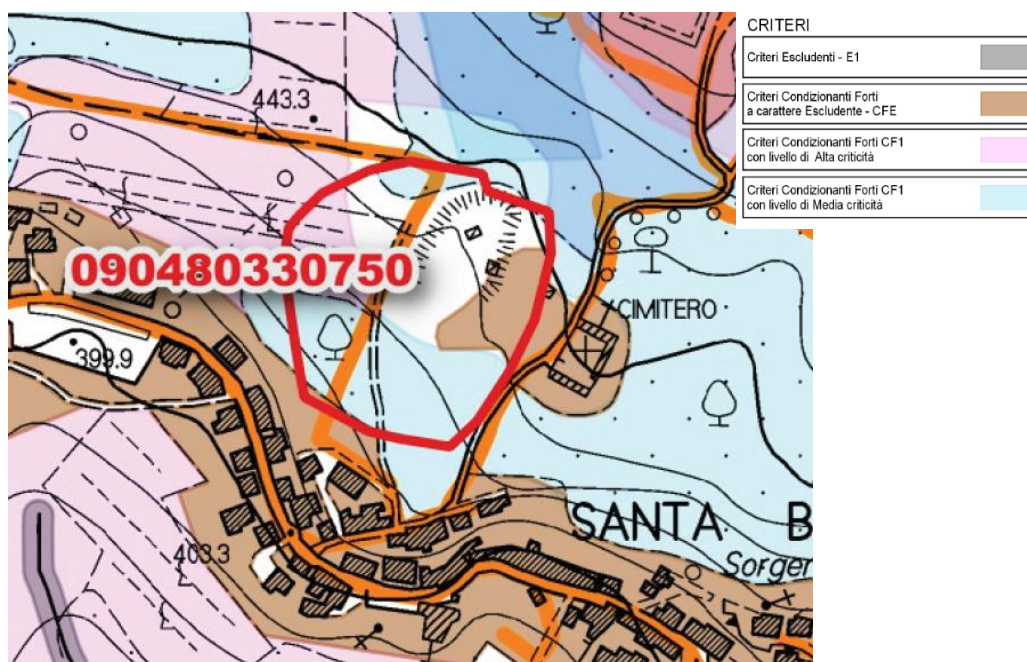 CRITERI
Criteri Escludenti - E1
Criteri Condizionanti Forti
a carattere Escludente - CFE
Criteri Condizionanti Forti CF1
con livello di Alta criticità
Criteri Condizionanti Forti CF1
con livello di Media criticità
443.3
090480330750
CIMITERO
399.9
SANTA B
403.3
Sorger